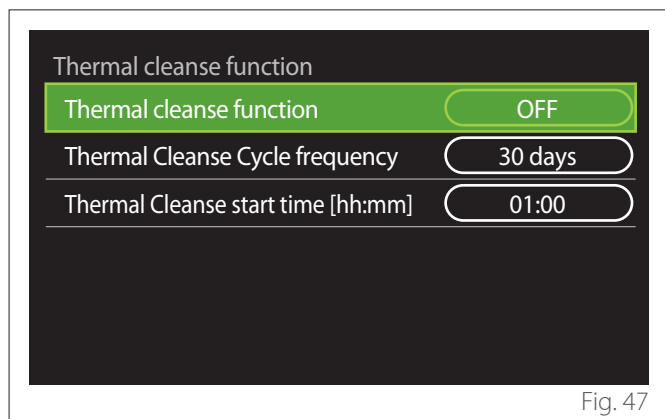 Thermal cleanse function
Thermal cleanse function OFF
Thermal Cleanse Cycle frequency 30 days
Thermal Cleanse start time [hh:mm] 01:00
Fig. 47